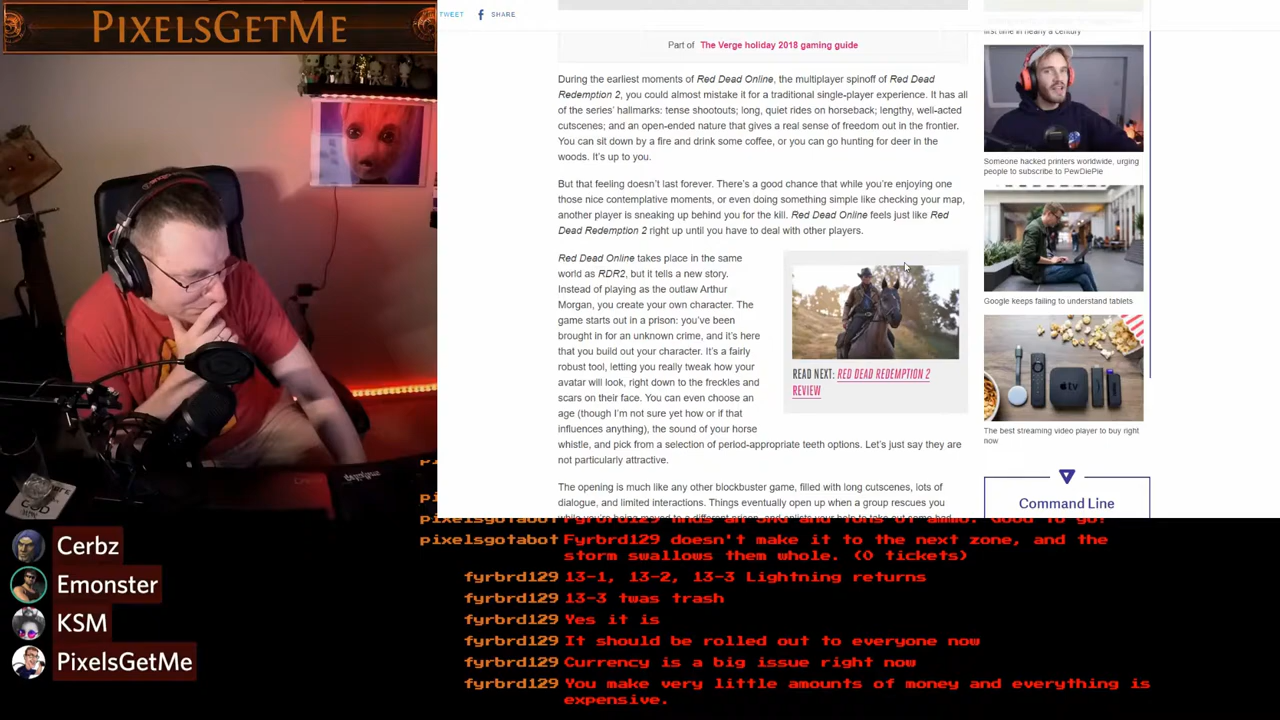 PIXELSGETME
TWEET
SHARE
Part of The Verge holiday 2018 gaming guide
During the earliest moments of Red Dead Online, the multiplayer spinoff of Red Dead
Redemption 2, you could almost mistake it for a traditional single-player experience. It has all
of the series' hallmarks: tense shootouts; long, quiet rides on horseback; lengthy, well-acted
cutscenes; and an open-ended nature that gives a real sense of freedom out in the frontier.
You can sit down by a fire and drink some coffee, or you can go hunting for deer in the
woods. It's up to you.
But that feeling doesn't last forever. There's a good chance that while you're enjoying one
those nice contemplative moments, or even doing something simple like checking your map,
another player is sneaking up behind you for the kill. Red Dead Online feels just like Red
Dead Redemption 2 right up until you have to deal with other players.
Red Dead Online takes place in the same
world as RDR2, but it tells a new story.
Instead of playing as the outlaw Arthur
Morgan, you create your own character. The
game starts out in a prison: you've been
brought in for an unknown crime, and it's here
that you build out your character. It's a fairly
robust tool, letting you really tweak how your
avatar will look, right down to the freckles and
scars on their face. You can even choose an
age (though I'm not sure yet how or if that
influences anything), the sound of your horse
whistle, and pick from a selection of period-appropriate teeth options. Let's just say they are
not particularly attractive.
READ NEXT: RED DEAD REDEMPTION 2
REVIEW
The opening is much like any other blockbuster game, filled with long cutscenes, lots of
dialogue, and limited interactions. Things eventually open up when a group rescues you
first time in nearly a century
Someone hacked printers worldwide, urging
people to subscribe to PewDiePie
Google keeps failing to understand tablets
The best streaming video player to buy right
now
Command Line
pixelsgotabot Fyrbrd129 finds an SKS and tons of ammo. Good to go!
pixelsgotabot Fyrbrd129 doesn't make it to the next zone, and the
storm swallows them whole. (0 tickets)
fyrbrd129 13-1, 13-2, 13-3 Lightning returns
fyrbrd129 13-3 twas trash
fyrbrd129 Yes it is
fyrbrd129 It should be rolled out to everyone now
fyrbrd129 Currency is a big issue right now
fyrbrd129 You make very little amounts of money and everything is
expensive.
Cerbz
Emonster
KSM
PixelsGetMe